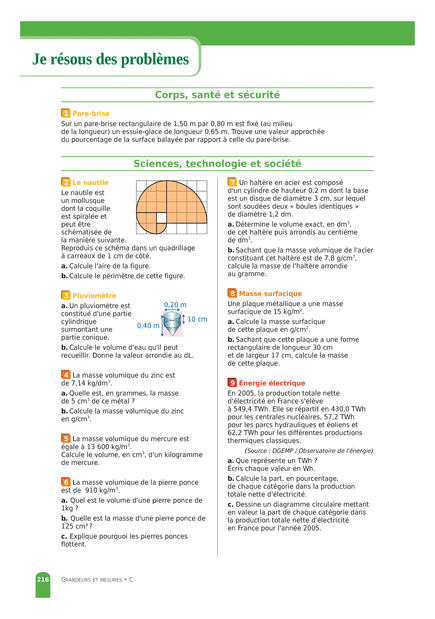 Je résous des problèmes
Corps, santé et sécurité
1 Pare-brise
Sur un pare-brise rectangulaire de 1,50 m par 0,80 m est fixé (au milieu
de la longueur) un essuie-glace de longueur 0,65 m. Trouve une valeur approchée
du pourcentage de la surface balayée par rapport à celle du pare-brise.
Sciences, technologie et société
2 Le nautile
Le nautile est
un mollusque
dont la coquille
est spiralée et
peut être
schématisée de
la manière suivante.
Reproduis ce schéma dans un quadrillage
à carreaux de 1 cm de côté.
a. Calcule l'aire de la figure.
b. Calcule le périmètre de cette figure.
3 Pluviomètre
a. Un pluviomètre est
constitué d'une partie
cylindrique
surmontant une
partie conique.
0,20 m
10 cm
0,40 m
b. Calcule le volume d'eau qu'il peut
recueillir. Donne la valeur arrondie au dL.
4 La masse volumique du zinc est
de 7,14 kg/dm³.
a. Quelle est, en grammes, la masse
de 5 cm³ de ce métal ?
b. Calcule la masse volumique du zinc
en g/cm³.
5 La masse volumique du mercure est
égale à 13 600 kg/m³.
Calcule le volume, en cm³, d'un kilogramme
de mercure.
6 La masse volumique de la pierre ponce
est de 910 kg/m³.
a. Quel est le volume d'une pierre ponce de
1kg ?
b. Quelle est la masse d'une pierre ponce de
125 cm³ ?
c. Explique pourquoi les pierres ponces
flottent.
7 Un haltère en acier est composé
d'un cylindre de hauteur 0,2 m dont la base
est un disque de diamètre 3 cm, sur lequel
sont soudées deux « boules identiques »
de diamètre 1,2 dm.
a. Détermine le volume exact, en dm³,
de cet haltère puis arrondis au centième
de dm³.
b. Sachant que la masse volumique de l'acier
constituant cet haltère est de 7,8 g/cm³,
calcule la masse de l'haltère arrondie
au gramme.
8 Masse surfacique
Une plaque métallique a une masse
surfacique de 15 kg/m².
a. Calcule la masse surfacique
de cette plaque en g/cm².
b. Sachant que cette plaque a une forme
rectangulaire de longueur 30 cm
et de largeur 17 cm, calcule la masse
de cette plaque.
9 Énergie électrique
En 2005, la production totale nette
d'électricité en France s'élève
à 549,4 TWh. Elle se répartit en 430,0 TWh
pour les centrales nucléaires, 57,2 TWh
pour les parcs hydrauliques et éoliens et
62,2 TWh pour les différentes productions
thermiques classiques.
(Source : DGEMP / Observatoire de l'énergie)
a. Que représente un TWh ?
Écris chaque valeur en Wh.
b. Calcule la part, en pourcentage,
de chaque catégorie dans la production
totale nette d'électricité.
c. Dessine un diagramme circulaire mettant
en valeur la part de chaque catégorie dans
la production totale nette d'électricité
en France pour l'année 2005.
216 GRANDEURS ET MESURES • C